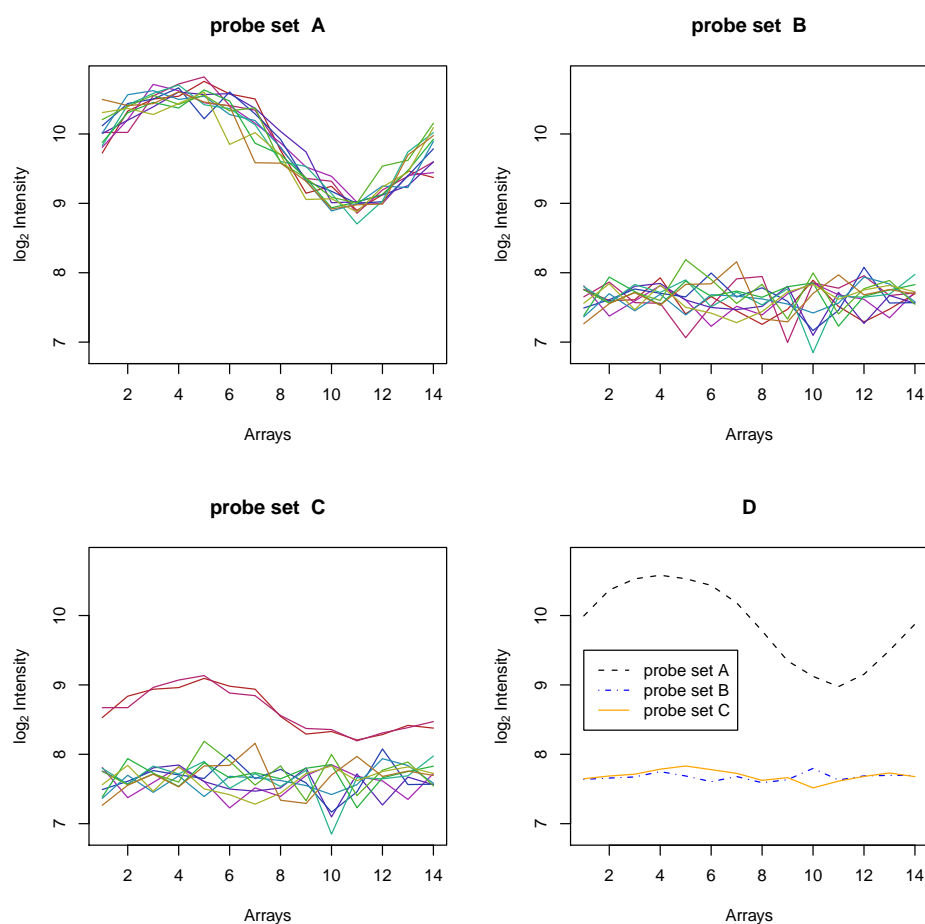 probe set  A
log2 Intensity
10
9
8
7
2 4 6 8 10 12 14
Arrays
probe set  B
log2 Intensity
10
9
8
7
2 4 6 8 10 12 14
Arrays
probe set  C
log2 Intensity
10
9
8
7
2 4 6 8 10 12 14
Arrays
D
log2 Intensity
10
9
8
7
probe set A
probe set B
probe set C
2 4 6 8 10 12 14
Arrays